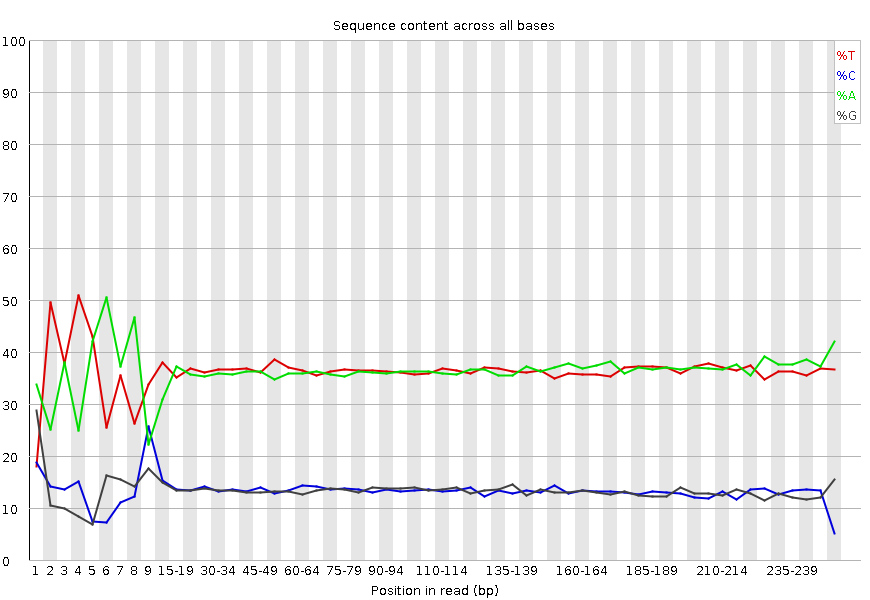 Sequence content across all bases
100
90
80
70
60
50
40
30
20
10
0
%T
%C
%A
%G
1 2 3 4 5 6 7 8 9 15-19 30-34 45-49 60-64 75-79 90-94 110-114 135-139 160-164 185-189 210-214 235-239
Position in read (bp)